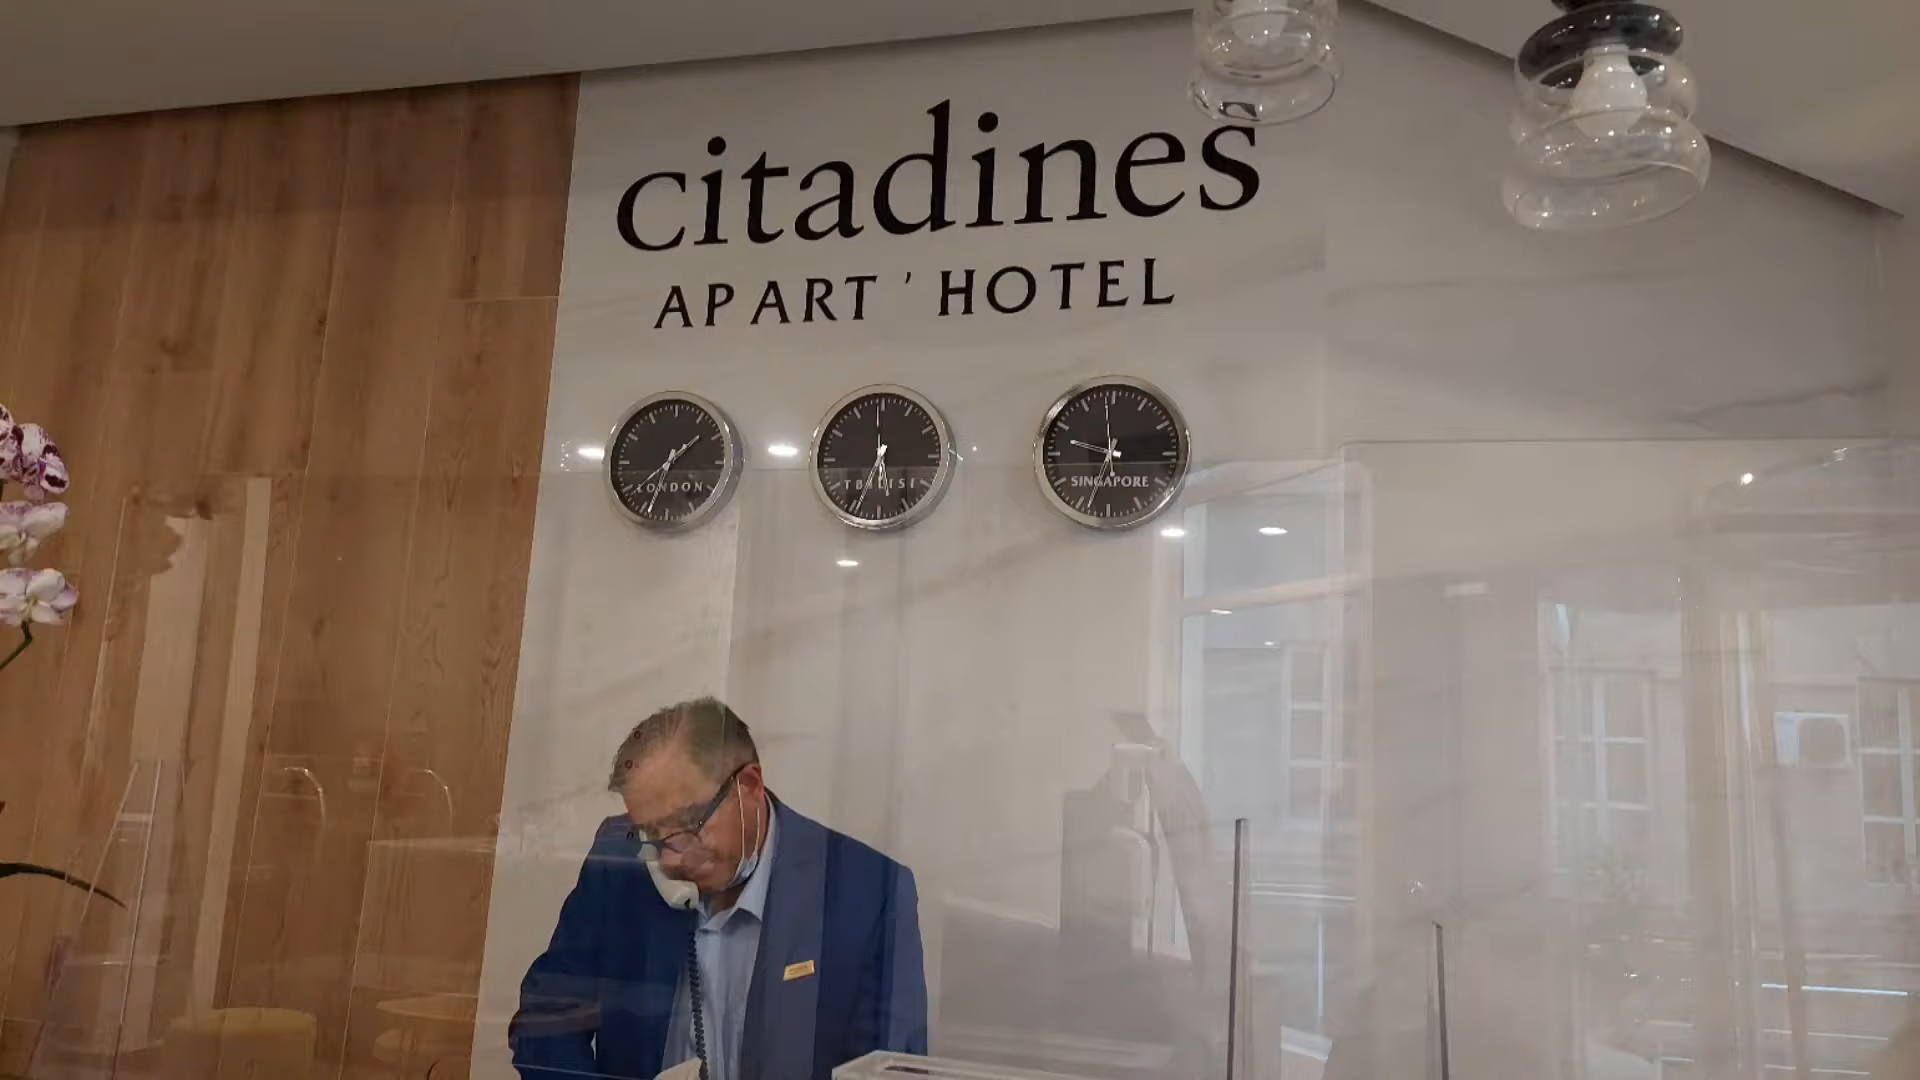 citadines
APART'HOTEL
LONDON
TBILISI
SINGAPORE